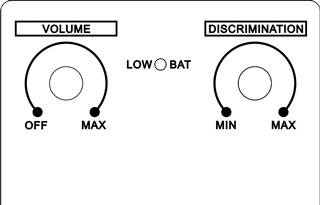 VOLUME
DISCRIMINATION
LOW BAT
OFF
MAX
MIN
MAX